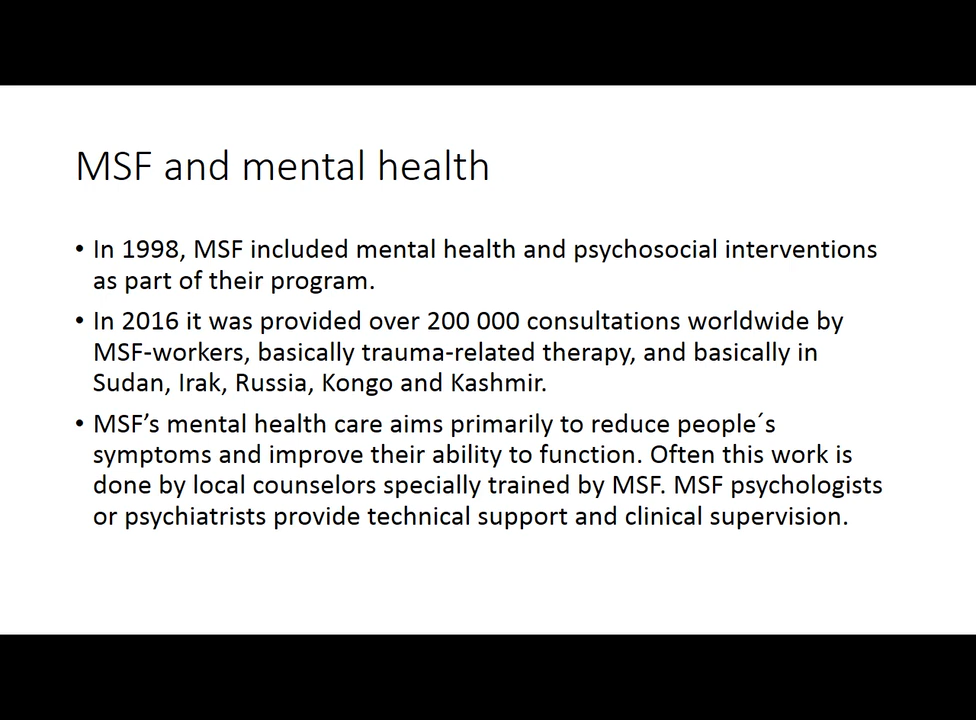 MSF and mental health
• In 1998, MSF included mental health and psychosocial interventions
as part of their program.
• In 2016 it was provided over 200 000 consultations worldwide by
MSF-workers, basically trauma-related therapy, and basically in
Sudan, Irak, Russia, Kongo and Kashmir.
• MSF’s mental health care aims primarily to reduce people´s
symptoms and improve their ability to function. Often this work is
done by local counselors specially trained by MSF. MSF psychologists
or psychiatrists provide technical support and clinical supervision.